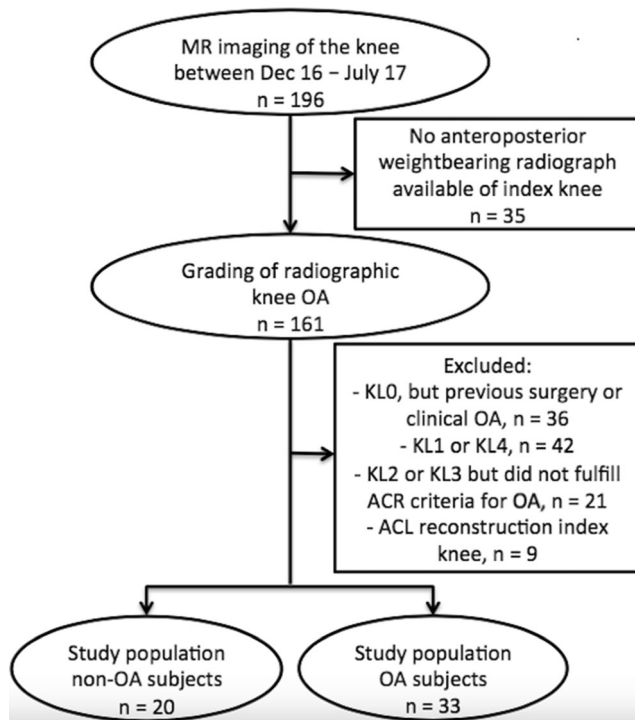 MR imaging of the knee
between Dec 16 – July 17
n = 196
No anteroposterior
weightbearing radiograph
available of index knee
n = 35
Grading of radiographic
knee OA
n = 161
Excluded:
- KL0, but previous surgery or
clinical OA, n = 36
- KL1 or KL4, n = 42
- KL2 or KL3 but did not fulfill
ACR criteria for OA, n = 21
- ACL reconstruction index
knee, n = 9
Study population
non-OA subjects
n = 20
Study population
OA subjects
n = 33